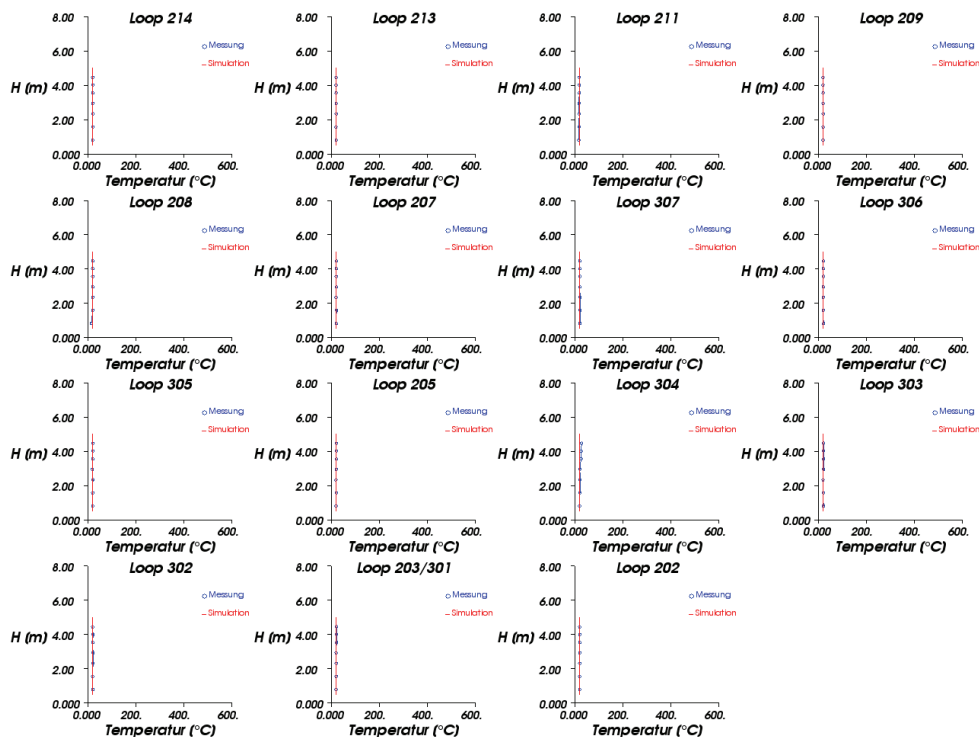 Loop 214
8.00
Messung
6.00
Simulation
H (m)
4.00
2.00
0.000
0.000 200. 400. 600.
Temperatur (°C)
Loop 213
8.00
Messung
6.00
Simulation
H (m)
4.00
2.00
0.000
0.000 200. 400. 600.
Temperatur (°C)
Loop 211
8.00
Messung
6.00
Simulation
H (m)
4.00
2.00
0.000
0.000 200. 400. 600.
Temperatur (°C)
Loop 209
8.00
Messung
6.00
Simulation
H (m)
4.00
2.00
0.000
0.000 200. 400. 600.
Temperatur (°C)
Loop 208
8.00
Messung
6.00
Simulation
H (m)
4.00
2.00
0.000
0.000 200. 400. 600.
Temperatur (°C)
Loop 207
8.00
Messung
6.00
Simulation
H (m)
4.00
2.00
0.000
0.000 200. 400. 600.
Temperatur (°C)
Loop 307
8.00
Messung
6.00
Simulation
H (m)
4.00
2.00
0.000
0.000 200. 400. 600.
Temperatur (°C)
Loop 306
8.00
Messung
6.00
Simulation
H (m)
4.00
2.00
0.000
0.000 200. 400. 600.
Temperatur (°C)
Loop 305
8.00
Messung
6.00
Simulation
H (m)
4.00
2.00
0.000
0.000 200. 400. 600.
Temperatur (°C)
Loop 205
8.00
Messung
6.00
Simulation
H (m)
4.00
2.00
0.000
0.000 200. 400. 600.
Temperatur (°C)
Loop 304
8.00
Messung
6.00
Simulation
H (m)
4.00
2.00
0.000
0.000 200. 400. 600.
Temperatur (°C)
Loop 303
8.00
Messung
6.00
Simulation
H (m)
4.00
2.00
0.000
0.000 200. 400. 600.
Temperatur (°C)
Loop 302
8.00
Messung
6.00
Simulation
H (m)
4.00
2.00
0.000
0.000 200. 400. 600.
Temperatur (°C)
Loop 203/301
8.00
Messung
6.00
Simulation
H (m)
4.00
2.00
0.000
0.000 200. 400. 600.
Temperatur (°C)
Loop 202
8.00
Messung
6.00
Simulation
H (m)
4.00
2.00
0.000
0.000 200. 400. 600.
Temperatur (°C)